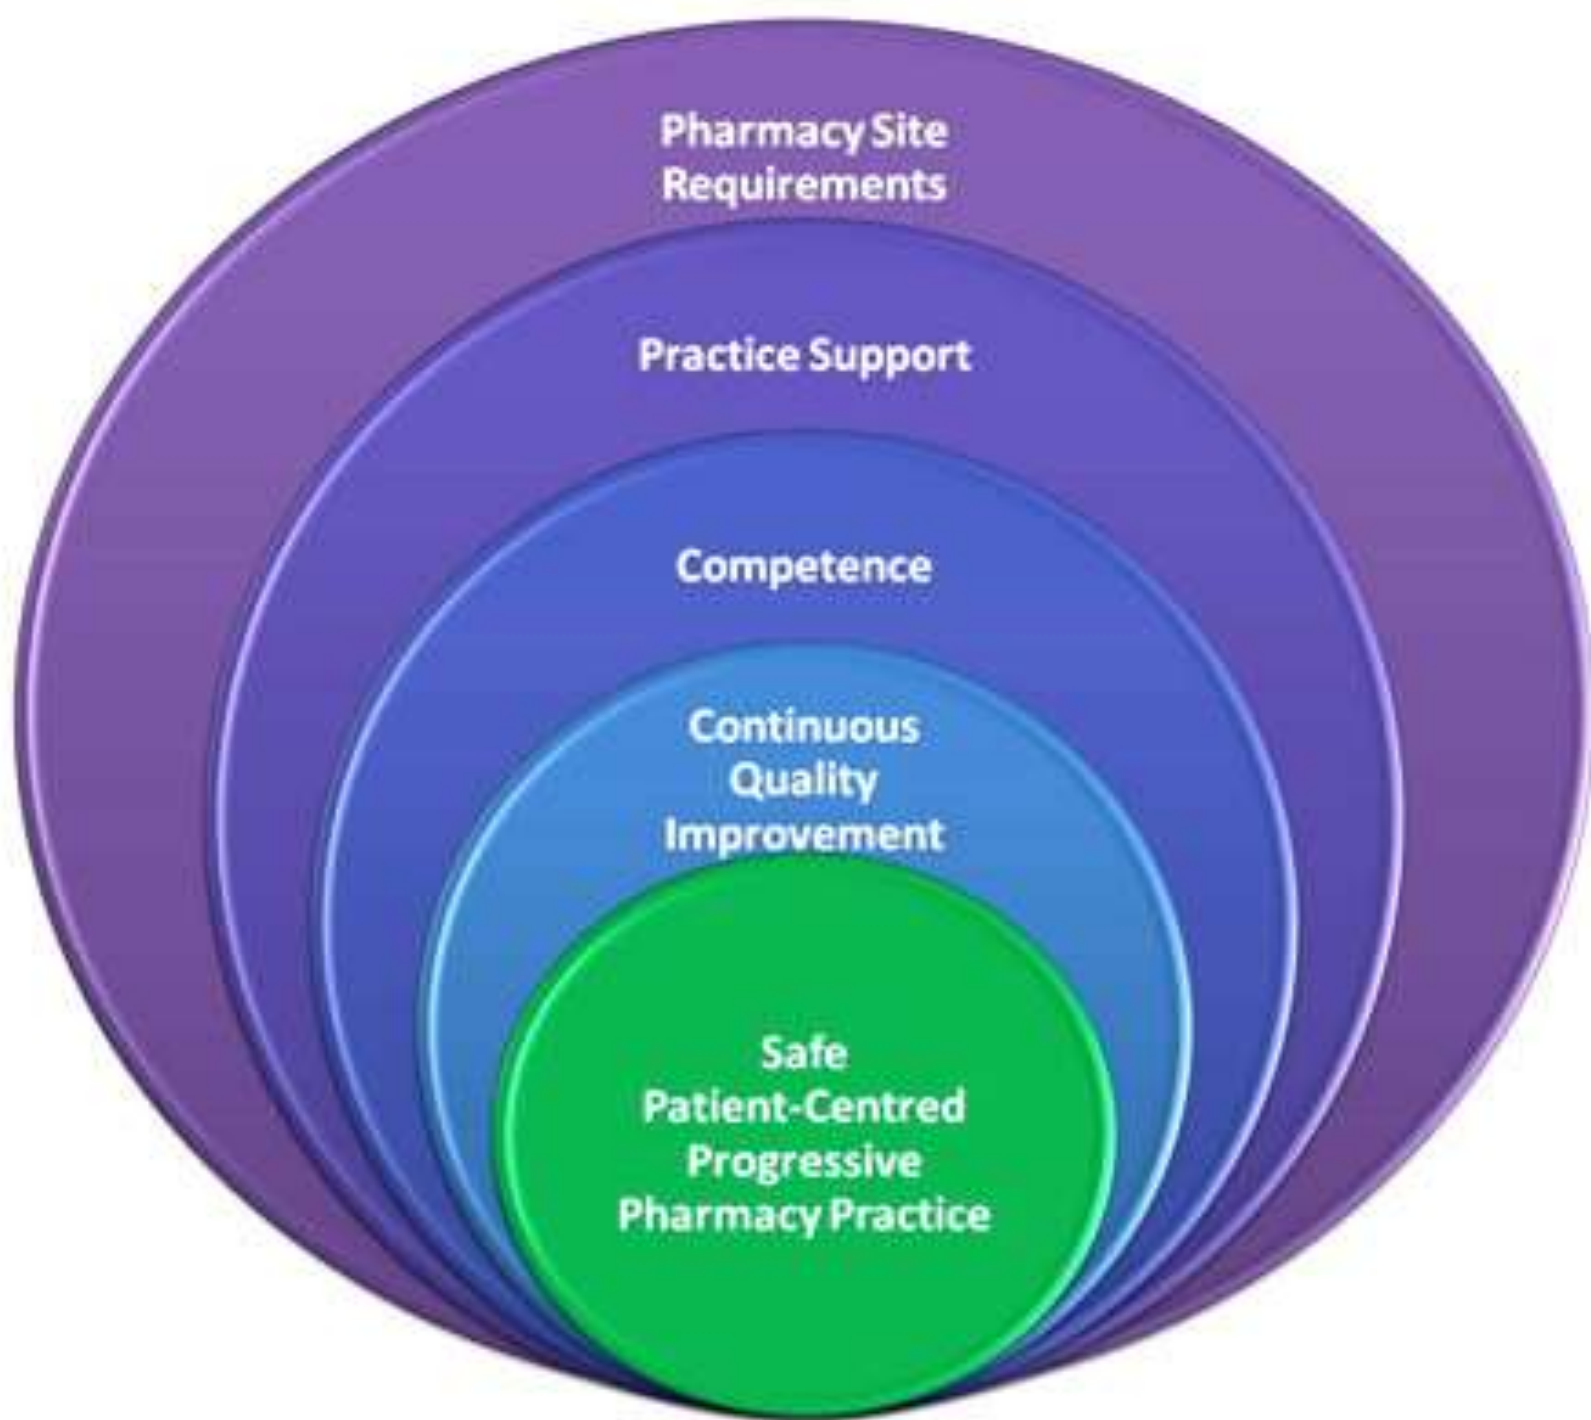 Pharmacy Site
Requirements
Practice Support
Competence
Continuous
Quality
Improvement
Safe
Patient-Centred
Progressive
Pharmacy Practice